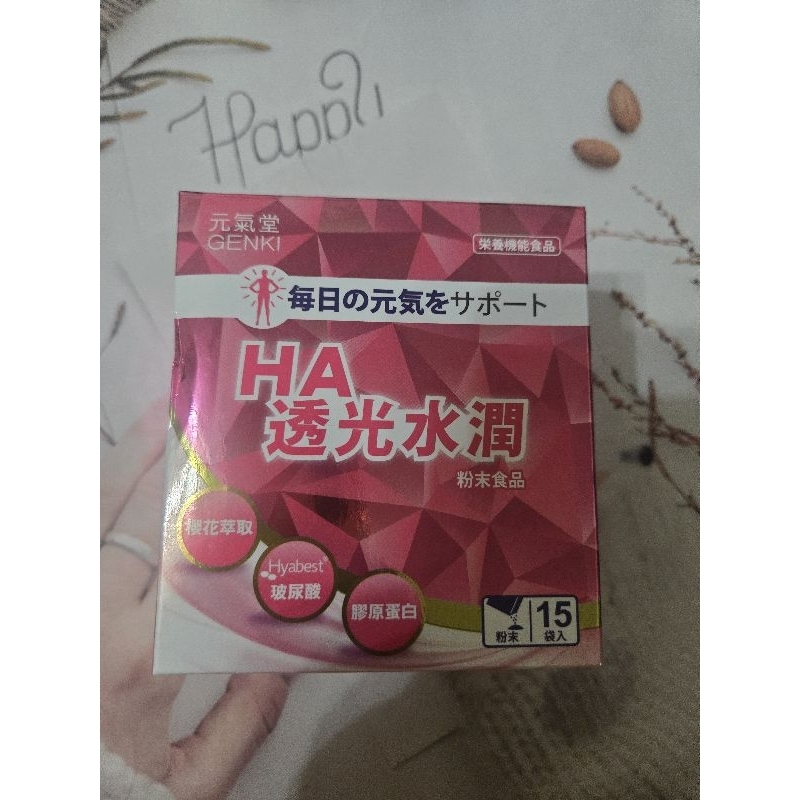 Happi
元氣堂
GENKI
栄養機能食品
毎日の元気をサポート
HA
透光水潤
粉末食品
櫻花萃取
Hyabest®
玻尿酸
膠原蛋白
粉末
15
袋入